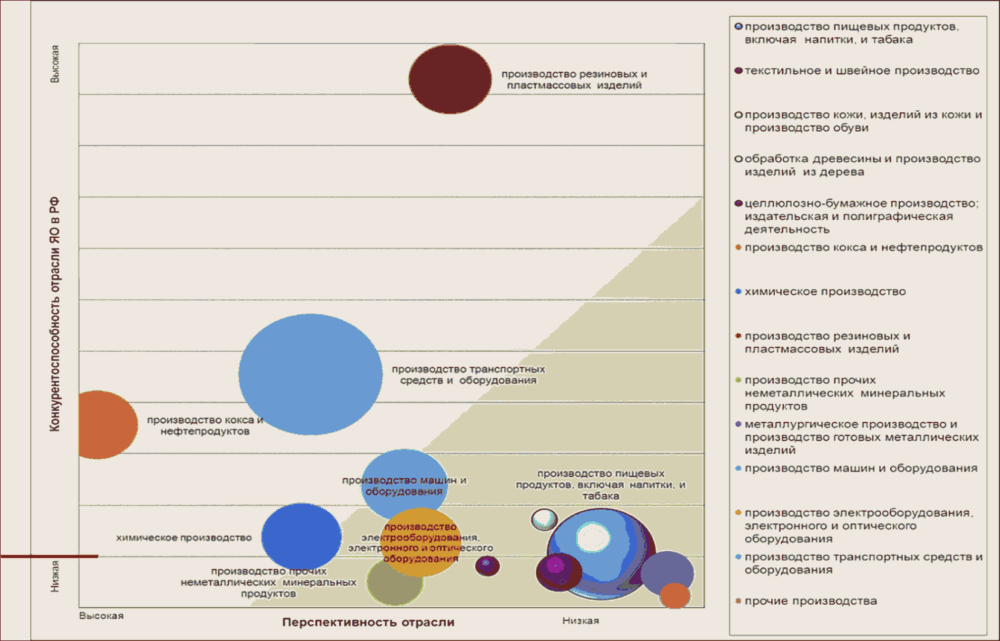 Высокая
Конкурентоспособность отрасли ЯО в РФ
Низкая
производство резиновых и
пластмассовых изделий
производство транспортных
средств и оборудования
производство кокса и
нефтепродуктов
производство машин и
оборудования
производство пищевых
продуктов, включая напитки, и
табака
химическое производство
производство
электрооборудования,
электронного и оптического
оборудования
производство прочих
неметаллических минеральных
продуктов
Высокая
Перспективность отрасли
Низкая
производство пищевых продуктов,
включая напитки, и табака
текстильное и швейное производство
производство кожи, изделий из кожи и
производство обуви
обработка древесины и производство
изделий из дерева
целлюлозно-бумажное производство;
издательская и полиграфическая
деятельность
производство кокса и нефтепродуктов
химическое производство
производство резиновых и
пластмассовых изделий
производство прочих
неметаллических минеральных
продуктов
металлургическое производство и
производство готовых металлических
изделий
производство машин и оборудования
производство электрооборудования,
электронного и оптического
оборудования
производство транспортных средств и
оборудования
прочие производства